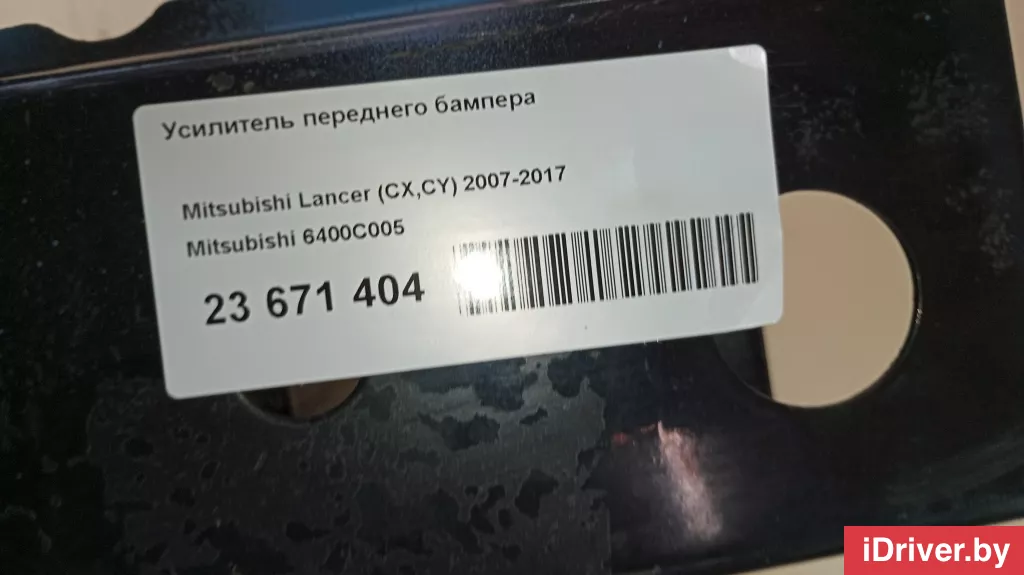 Усилитель переднего бампера
Mitsubishi Lancer (CX,CY) 2007-2017
Mitsubishi 6400C005
23 671 404
iDriver.by